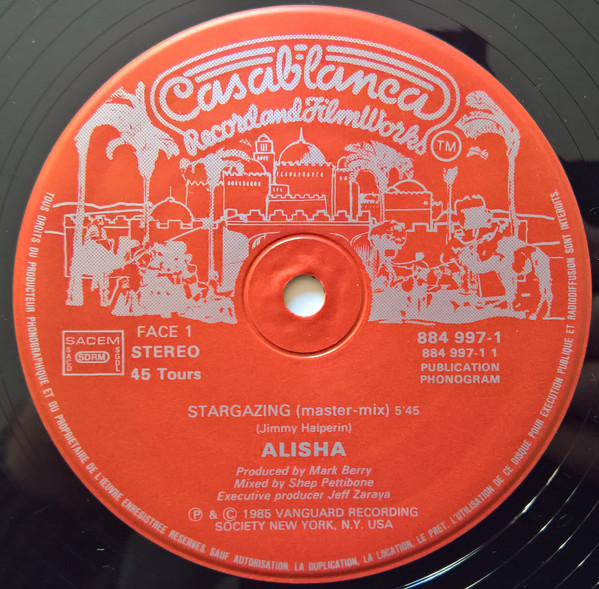 Casablanca
Record and FilmWorks
TM
FACE 1
STEREO
45 Tours
SACEM
SACD
SDRM
SGDL
884 997-1
884 997-1 1
PUBLICATION
PHONOGRAM
STARGAZING (master-mix) 5'45
(Jimmy Halperin)
ALISHA
Produced by Mark Berry
Mixed by Shep Pettibone
Executive producer Jeff Zaraya
℗ & © 1985 VANGUARD RECORDING
SOCIETY NEW YORK, N.Y. USA
TOUS DROITS DU PRODUCTEUR PHONOGRAPHIQUE ET DU PROPRIETAIRE DE L'ŒUVRE ENREGISTREE RESERVES. SAUF AUTORISATION, LA DUPLICATION, LA LOCATION, LE PRET, L'UTILISATION DE CE DISQUE POUR EXECUTION PUBLIQUE ET RADIODIFFUSION SONT INTERDITS.